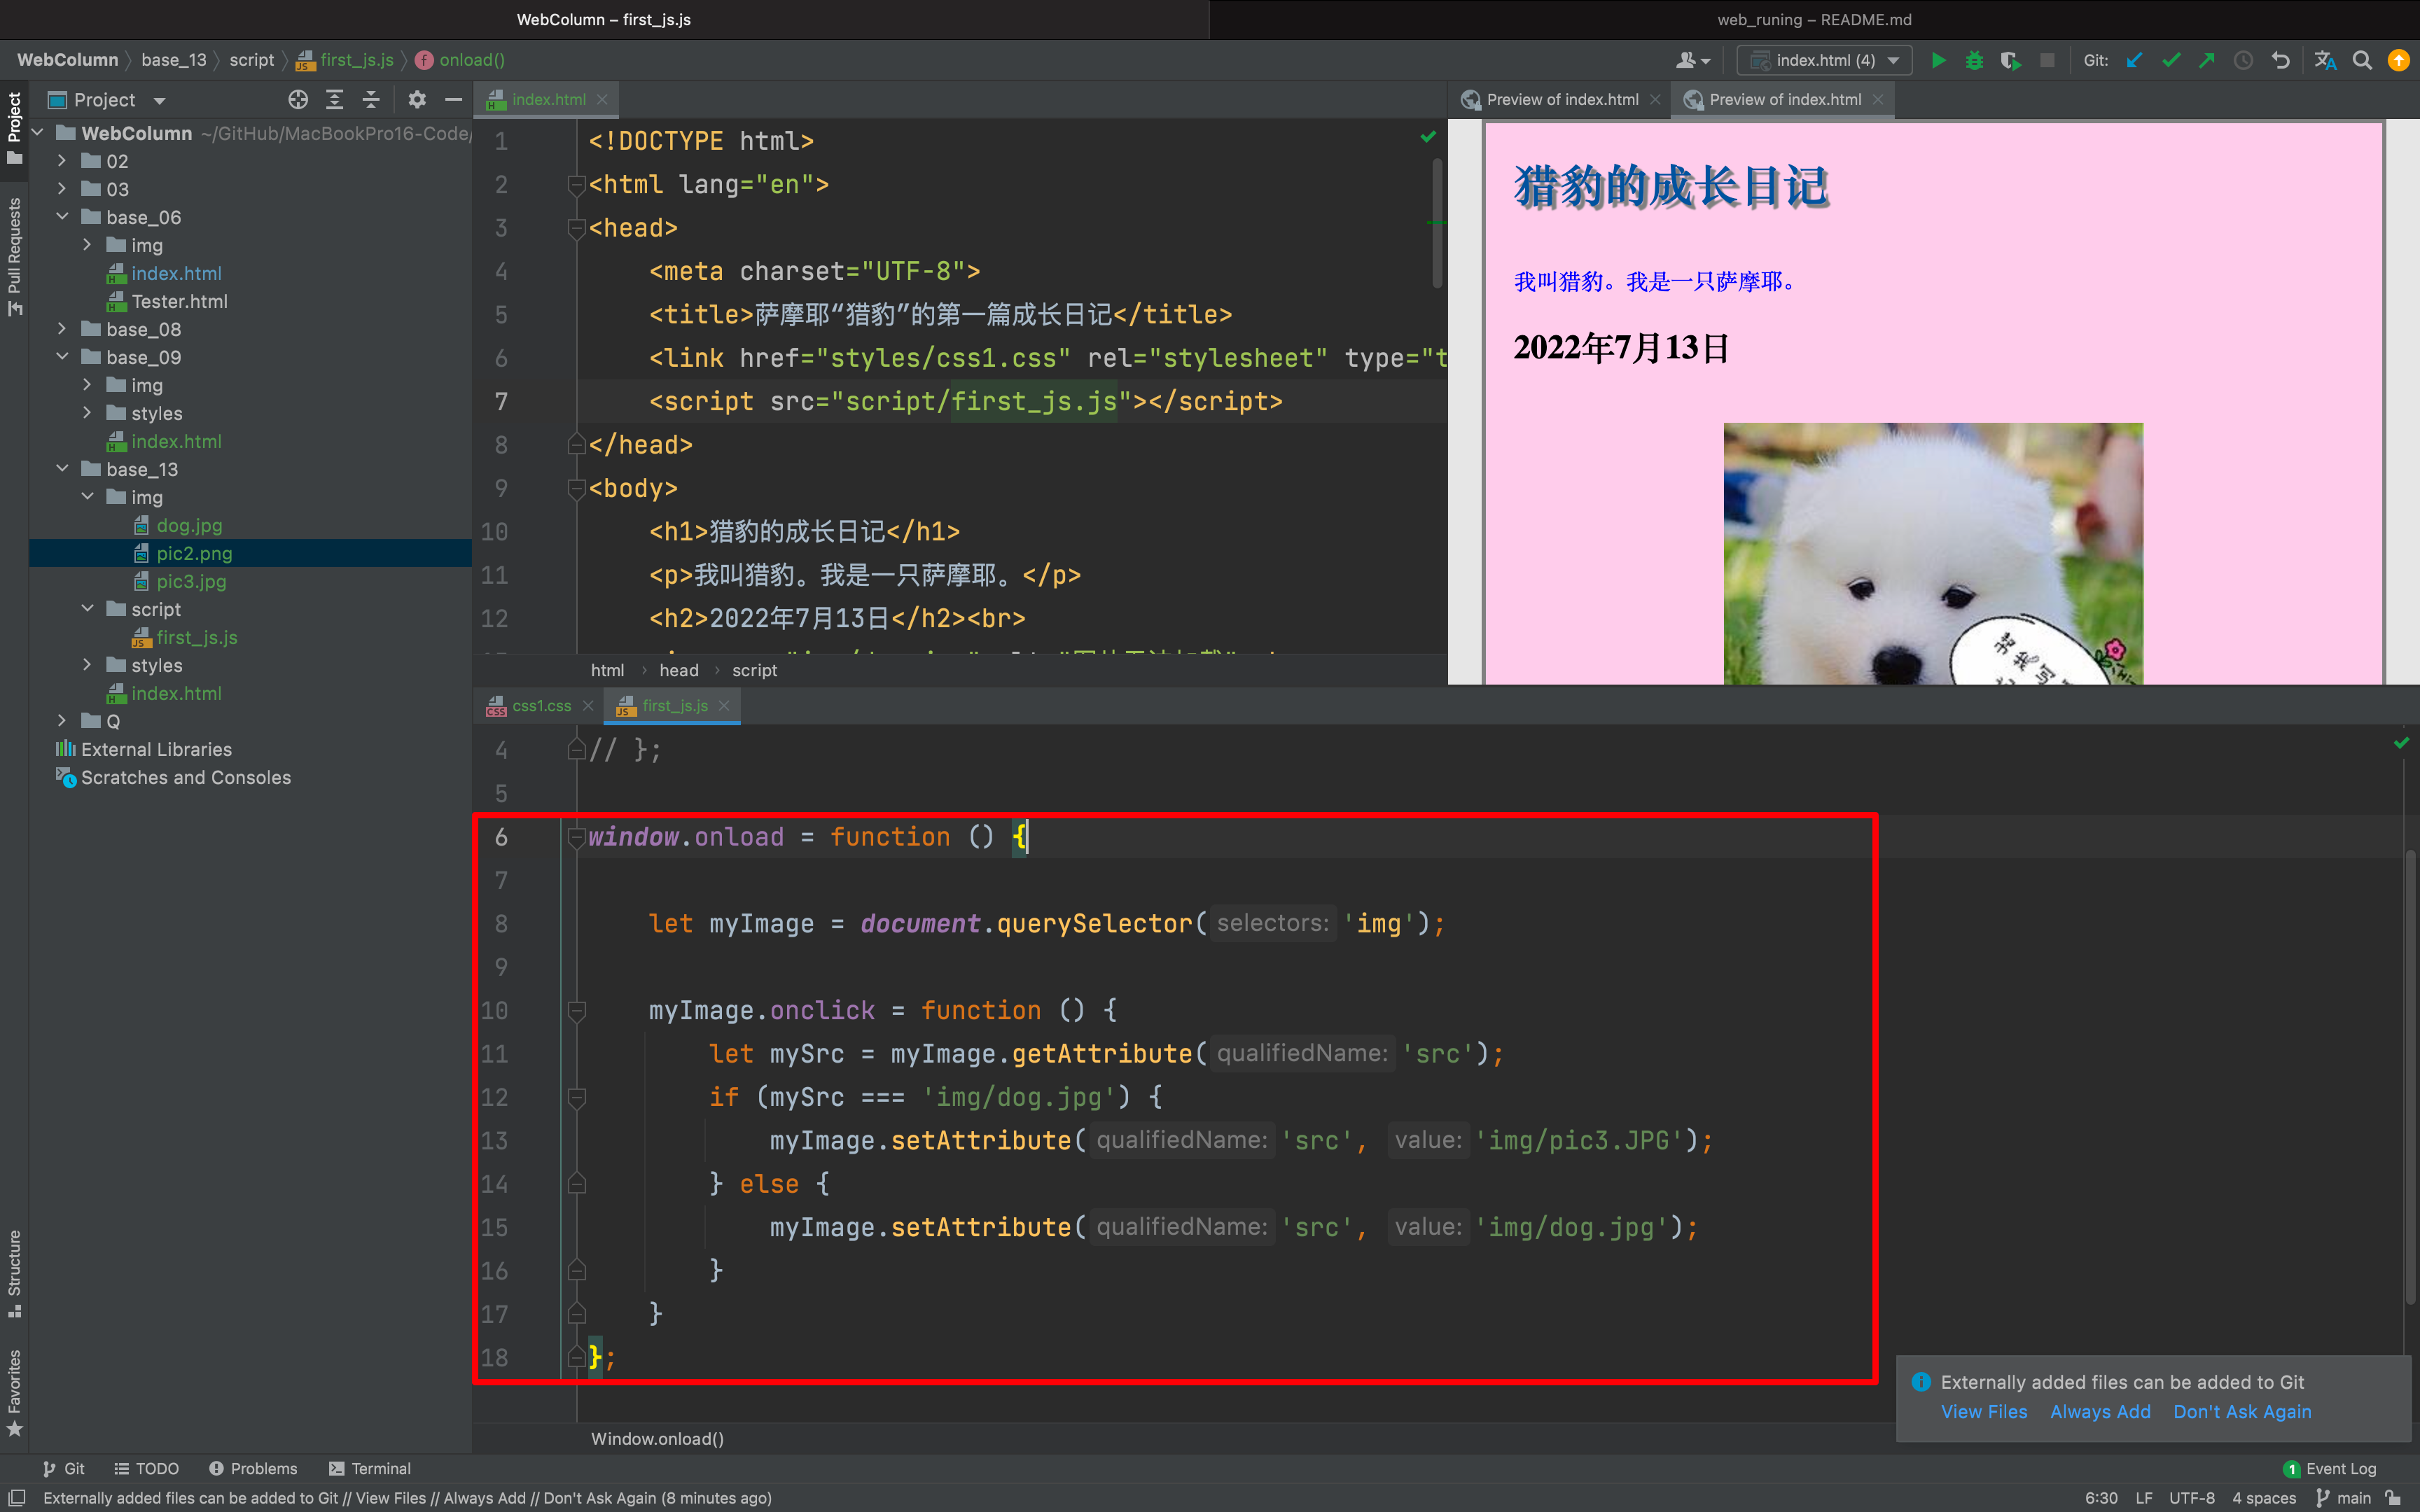 WebColumn – first_js.js
web_runing – README.md
WebColumn
base_13
script
first_js.js
onload()
index.html (4)
Git:
Project
index.html
Preview of index.html
Preview of index.html
Project
Pull Requests
Structure
Favorites
WebColumn ~/GitHub/MacBookPro16-Code/
02
03
base_06
img
index.html
Tester.html
base_08
base_09
img
styles
index.html
base_13
img
dog.jpg
pic2.png
pic3.jpg
script
first_js.js
styles
index.html
Q
External Libraries
Scratches and Consoles
1 <!DOCTYPE html>
2 <html lang="en">
3 <head>
4 <meta charset="UTF-8">
5 <title>萨摩耶“猎豹”的第一篇成长日记</title>
6 <link href="styles/css1.css" rel="stylesheet" type="t
7 <script src="script/first_js.js"></script>
8 </head>
9 <body>
10 <h1>猎豹的成长日记</h1>
11 <p>我叫猎豹。我是一只萨摩耶。</p>
12 <h2>2022年7月13日</h2><br>
html › head › script
猎豹的成长日记
我叫猎豹。我是一只萨摩耶。
2022年7月13日
css1.css
first_js.js
4 // };
5
6 window.onload = function () {
7
8 let myImage = document.querySelector( selectors: 'img');
9
10 myImage.onclick = function () {
11 let mySrc = myImage.getAttribute( qualifiedName: 'src');
12 if (mySrc === 'img/dog.jpg') {
13 myImage.setAttribute( qualifiedName: 'src', value: 'img/pic3.JPG');
14 } else {
15 myImage.setAttribute( qualifiedName: 'src', value: 'img/dog.jpg');
16 }
17 }
18 };
Window.onload()
Externally added files can be added to Git
View Files Always Add Don't Ask Again
Git
TODO
Problems
Terminal
1 Event Log
Externally added files can be added to Git // View Files // Always Add // Don't Ask Again (8 minutes ago)
6:30 LF UTF-8 4 spaces main